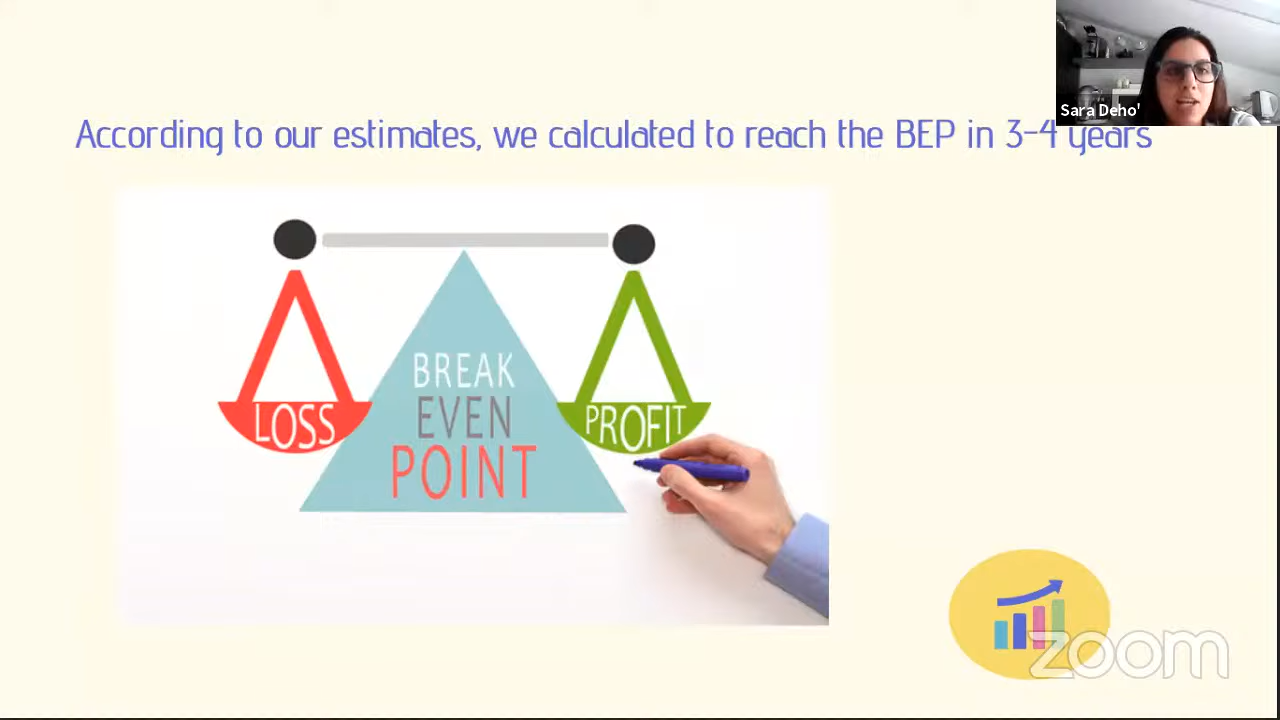 Sara Deho'
According to our estimates, we calculated to reach the BEP in 3-4 years
BREAK
EVEN
POINT
LOSS
PROFIT
zoom